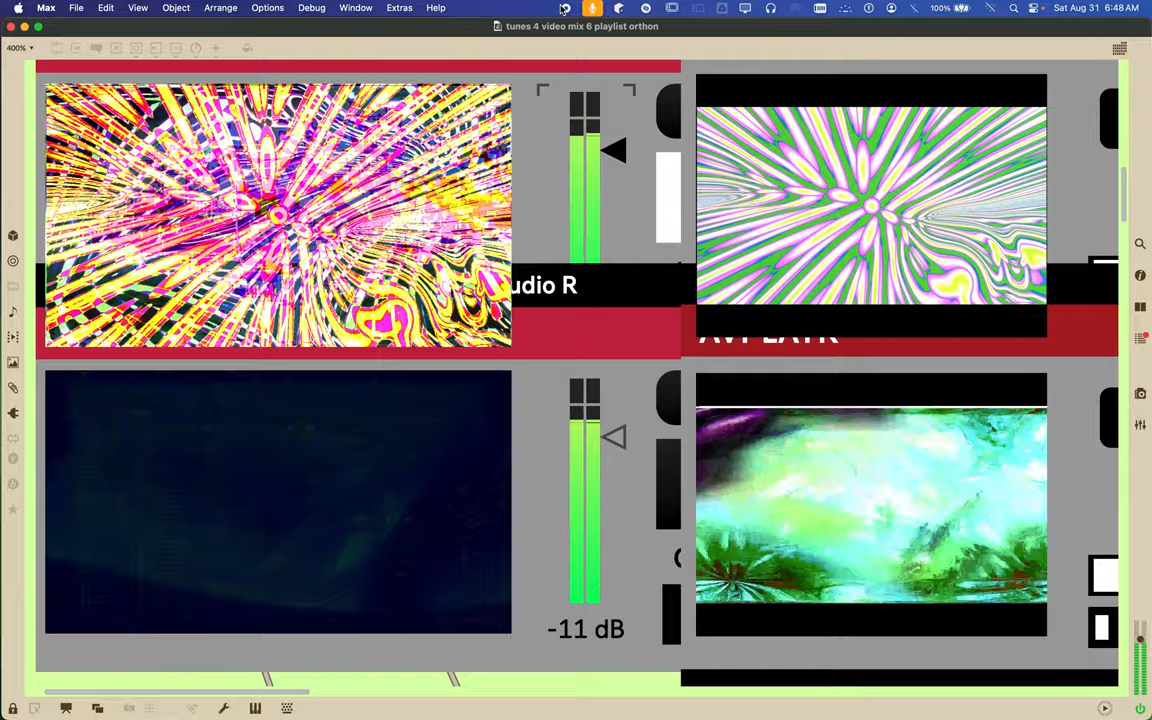 Max File Edit View Object Arrange Options Debug Window Extras Help 100% Sat Aug 31 6:48 AM
tunes 4 video mix 6 playlist orthon
400%
udio R
-11 dB